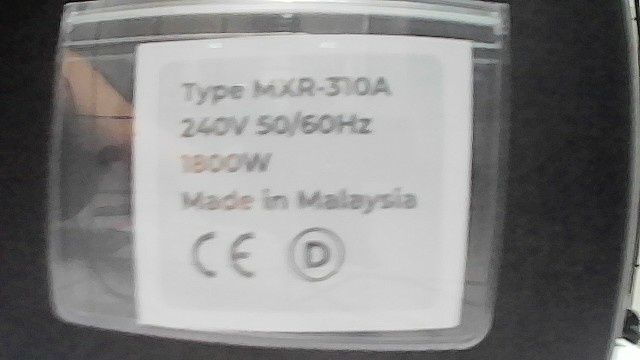 Type MXR-310A
240V 50/60Hz
1800W
Made in Malaysia
CE D